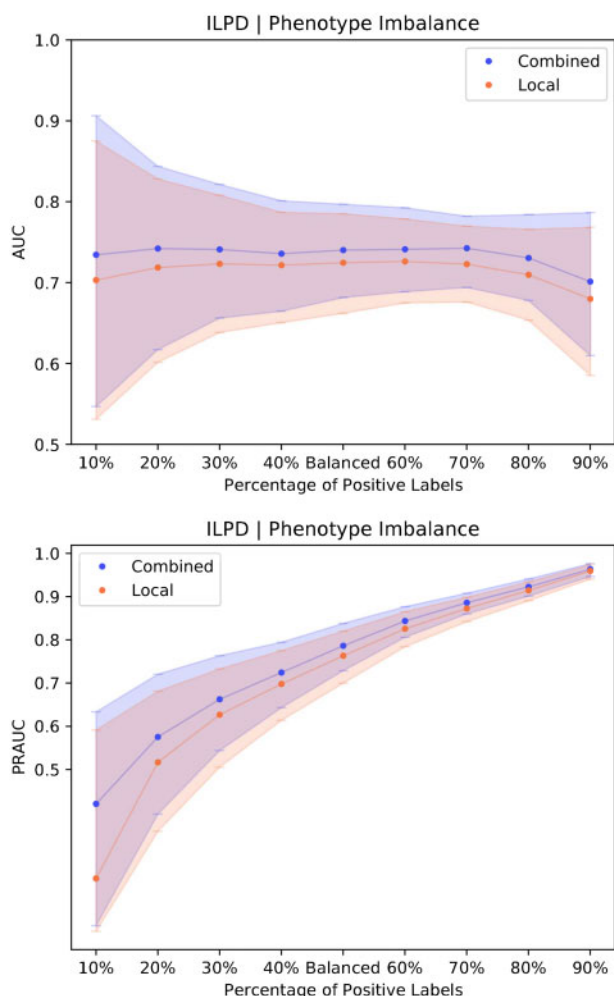 ILPD | Phenotype Imbalance
1.0
Combined
Local
0.9
0.8
AUC
0.7
0.6
0.5
10% 20% 30% 40% Balanced 60% 70% 80% 90%
Percentage of Positive Labels
ILPD | Phenotype Imbalance
1.0
Combined
Local
0.9
0.8
0.7
0.6
PRAUC
0.5
10% 20% 30% 40% Balanced 60% 70% 80% 90%
Percentage of Positive Labels